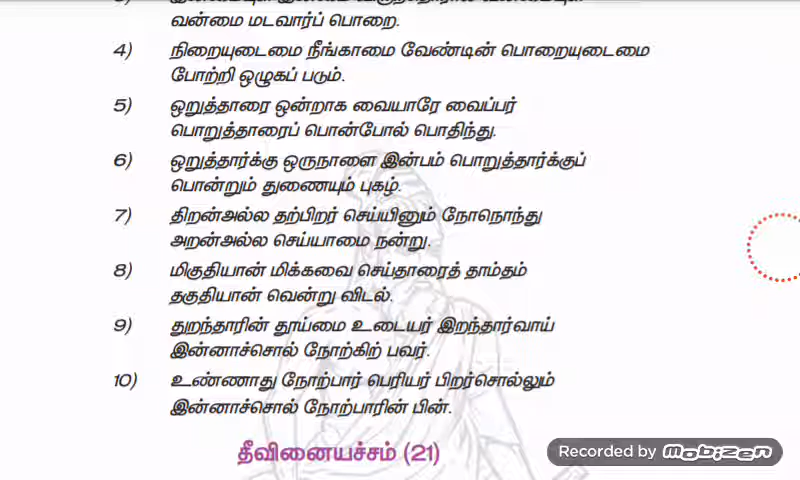 வன்மை மடவார்ப் பொறை.
4) நிறையுடைமை நீங்காமை வேண்டின் பொறையுடைமை
போற்றி ஒழுகப் படும்.
5) ஒறுத்தாரை ஒன்றாக வையாரே வைப்பர்
பொறுத்தாரைப் பொன்போல் பொதிந்து.
6) ஒறுத்தார்க்கு ஒருநாளை இன்பம் பொறுத்தார்க்குப்
பொன்றும் துணையும் புகழ்.
7) திறன்அல்ல தற்பிறர் செய்யினும் நோநொந்து
அறன்அல்ல செய்யாமை நன்று.
8) மிகுதியான் மிக்கவை செய்தாரைத் தாம்தம்
தகுதியான் வென்று விடல்.
9) துறந்தாரின் தூய்மை உடையர் இறந்தார்வாய்
இன்னாச்சொல் நோற்கிற் பவர்.
10) உண்ணாது நோற்பார் பெரியர் பிறர்சொல்லும்
இன்னாச்சொல் நோற்பாரின் பின்.
தீவினையச்சம் (21)
Recorded by mobizen